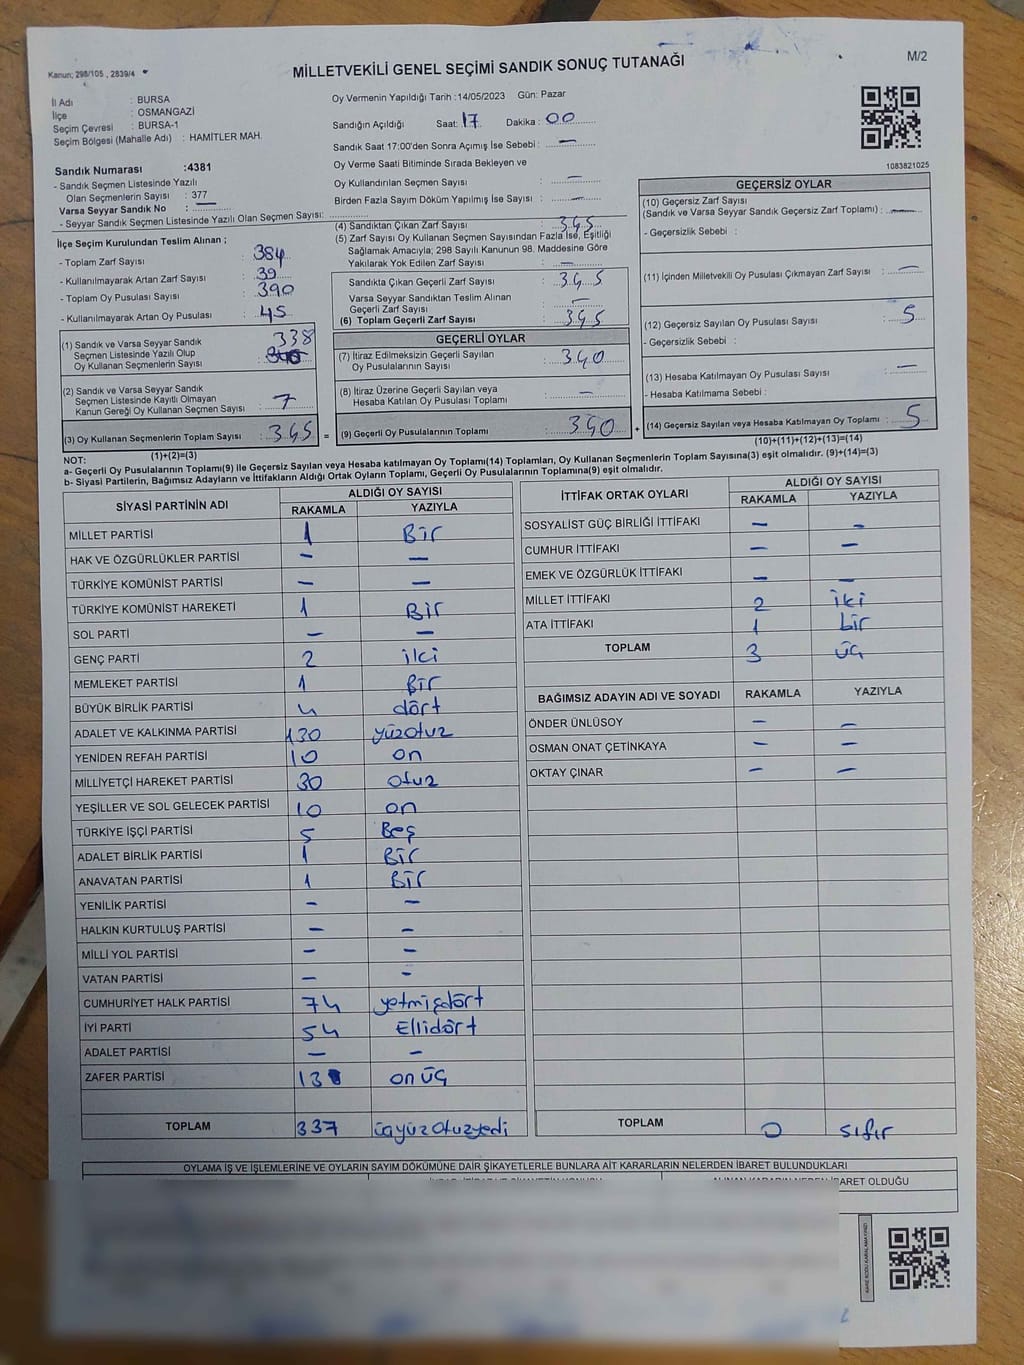 Kanun; 298/105 , 2839/4
MİLLETVEKİLİ GENEL SEÇİMİ SANDIK SONUÇ TUTANAĞI
M/2
İl Adı : BURSA
İlçe : OSMANGAZİ
Seçim Çevresi : BURSA-1
Seçim Bölgesi (Mahalle Adı) : HAMİTLER MAH.
Oy Vermenin Yapıldığı Tarih :14/05/2023 Gün: Pazar
Sandığın Açıldığı Saat: 17 Dakika : 00
Sandık Saat 17:00'den Sonra Açımış İse Sebebi : —
Oy Verme Saati Bitiminde Sırada Bekleyen ve
Oy Kullandırılan Seçmen Sayısı : —
Birden Fazla Sayım Döküm Yapılmış İse Sayısı : —
1083821025
Sandık Numarası :4381
- Sandık Seçmen Listesinde Yazılı
Olan Seçmenlerin Sayısı : 377
Varsa Seyyar Sandık No : —
- Seyyar Sandık Seçmen Listesinde Yazılı Olan Seçmen Sayısı:
İlçe Seçim Kurulundan Teslim Alınan ;
- Toplam Zarf Sayısı : 384
- Kullanılmayarak Artan Zarf Sayısı : 39
- Toplam Oy Pusulası Sayısı : 390
- Kullanılmayarak Artan Oy Pusulası : 45
(1) Sandık ve Varsa Seyyar Sandık 338
Seçmen Listesinde Yazılı Olup
Oy Kullanan Seçmenlerin Sayısı :
(2) Sandık ve Varsa Seyyar Sandık
Seçmen Listesinde Kayıtlı Olmayan
Kanun Gereği Oy Kullanan Seçmen Sayısı : 7
(3) Oy Kullanan Seçmenlerin Toplam Sayısı : 345 =
(1)+(2)=(3)
(4) Sandıktan Çıkan Zarf Sayısı : 345
(5) Zarf Sayısı Oy Kullanan Seçmen Sayısından Fazla İse, Eşitliği
Sağlamak Amacıyla; 298 Sayılı Kanunun 98. Maddesine Göre
Yakılarak Yok Edilen Zarf Sayısı : —
Sandıkta Çıkan Geçerli Zarf Sayısı : 345
Varsa Seyyar Sandıktan Teslim Alınan
Geçerli Zarf Sayısı : —
(6) Toplam Geçerli Zarf Sayısı : 345
GEÇERLİ OYLAR
(7) İtiraz Edilmeksizin Geçerli Sayılan
Oy Pusulalarının Sayısı : 340
(8) İtiraz Üzerine Geçerli Sayılan veya
Hesaba Katılan Oy Pusulası Toplamı : —
(9) Geçerli Oy Pusulalarının Toplamı : 340 +
GEÇERSİZ OYLAR
(10) Geçersiz Zarf Sayısı
(Sandık ve Varsa Seyyar Sandık Geçersiz Zarf Toplamı) : —
- Geçersizlik Sebebi :
(11) İçinden Milletvekili Oy Pusulası Çıkmayan Zarf Sayısı : —
(12) Geçersiz Sayılan Oy Pusulası Sayısı : 5
- Geçersizlik Sebebi :
(13) Hesaba Katılmayan Oy Pusulası Sayısı : —
- Hesaba Katılmama Sebebi :
(14) Geçersiz Sayılan veya Hesaba Katılmayan Oy Toplamı : 5
(10)+(11)+(12)+(13)=(14)
NOT:
a- Geçerli Oy Pusulalarının Toplamı(9) ile Geçersiz Sayılan veya Hesaba katılmayan Oy Toplamı(14) Toplamları, Oy Kullanan Seçmenlerin Toplam Sayısına(3) eşit olmalıdır. (9)+(14)=(3)
b- Siyasi Partilerin, Bağımsız Adayların ve İttifakların Aldığı Ortak Oyların Toplamı, Geçerli Oy Pusulalarının Toplamına(9) eşit olmalıdır.
SİYASİ PARTİNİN ADI ALDIĞI OY SAYISI
RAKAMLA YAZIYLA
MİLLET PARTİSİ 1 Bir
HAK VE ÖZGÜRLÜKLER PARTİSİ — —
TÜRKİYE KOMÜNİST PARTİSİ — —
TÜRKİYE KOMÜNİST HAREKETİ 1 Bir
SOL PARTİ — —
GENÇ PARTİ 2 iki
MEMLEKET PARTİSİ 1 Bir
BÜYÜK BİRLİK PARTİSİ 4 dört
ADALET VE KALKINMA PARTİSİ 130 yüzotuz
YENİDEN REFAH PARTİSİ 10 on
MİLLİYETÇİ HAREKET PARTİSİ 30 otuz
YEŞİLLER VE SOL GELECEK PARTİSİ 10 on
TÜRKİYE İŞÇİ PARTİSİ 5 Beş
ADALET BİRLİK PARTİSİ 1 Bir
ANAVATAN PARTİSİ 1 Bir
YENİLİK PARTİSİ — —
HALKIN KURTULUŞ PARTİSİ — —
MİLLİ YOL PARTİSİ — —
VATAN PARTİSİ — —
CUMHURİYET HALK PARTİSİ 74 yetmişdört
İYİ PARTİ 54 Ellidört
ADALET PARTİSİ — —
ZAFER PARTİSİ 13 on üç
TOPLAM 337 üçyüzotuzyedi
İTTİFAK ORTAK OYLARI ALDIĞI OY SAYISI
RAKAMLA YAZIYLA
SOSYALİST GÜÇ BİRLİĞİ İTTİFAKI — —
CUMHUR İTTİFAKI — —
EMEK VE ÖZGÜRLÜK İTTİFAKI — —
MİLLET İTTİFAKI 2 iki
ATA İTTİFAKI 1 bir
TOPLAM 3 üç
BAĞIMSIZ ADAYIN ADI VE SOYADI RAKAMLA YAZIYLA
ÖNDER ÜNLÜSOY — —
OSMAN ONAT ÇETİNKAYA — —
OKTAY ÇINAR — —
TOPLAM 0 sıfır
OYLAMA İŞ VE İŞLEMLERİNE VE OYLARIN SAYIM DÖKÜMÜNE DAİR ŞİKAYETLERLE BUNLARA AİT KARARLARIN NELERDEN İBARET BULUNDUKLARI
ALINAN KARARIN NEDEN İBARET OLDUĞU